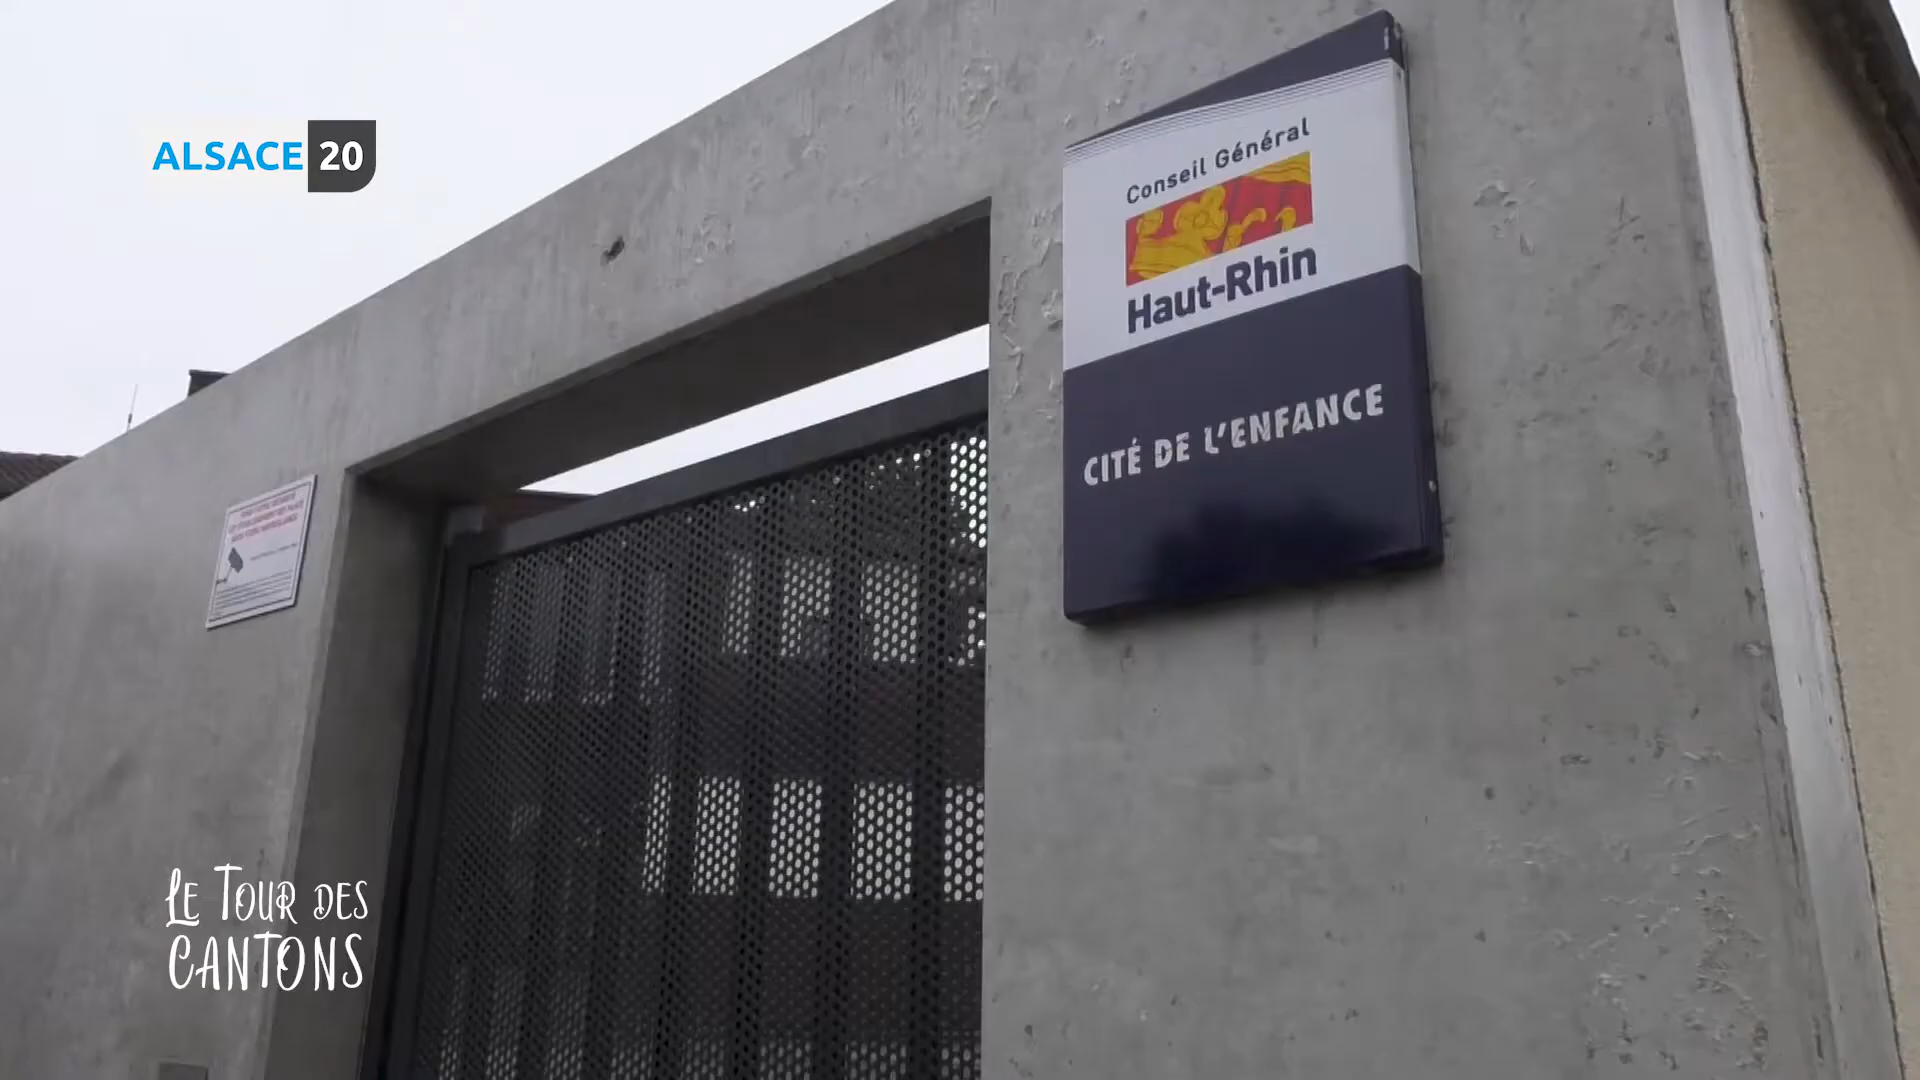 ALSACE 20
Conseil Général
Haut-Rhin
CITÉ DE L'ENFANCE
LE TOUR DES
CANTONS